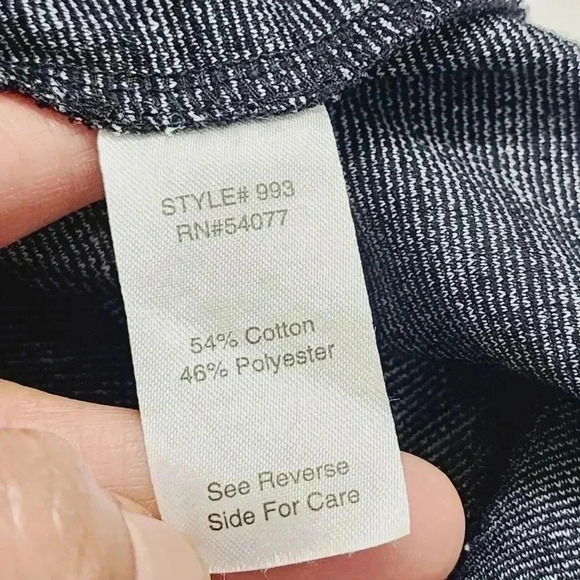 STYLE# 993
RN#54077
54% Cotton
46% Polyester
See Reverse
Side For Care